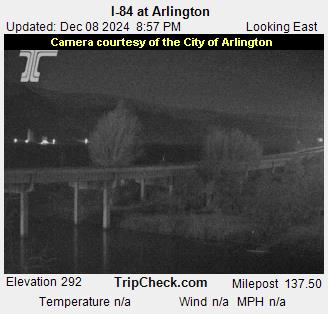 I-84 at Arlington
Updated: Dec 08 2024 8:57 PM Looking East
Camera courtesy of the City of Arlington
Elevation 292 TripCheck.com Milepost 137.50
Temperature n/a Wind n/a MPH n/a